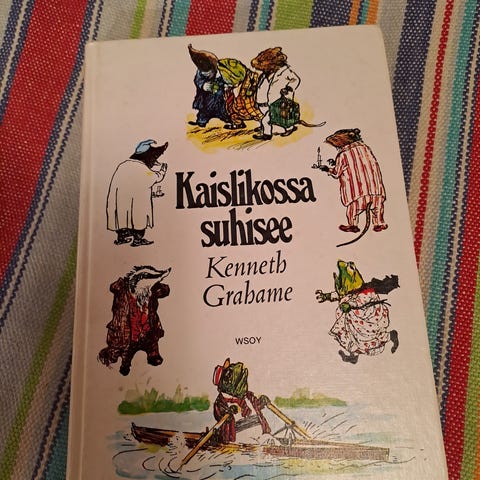 Kaislikossa
suhisee
Kenneth
Grahame
WSOY